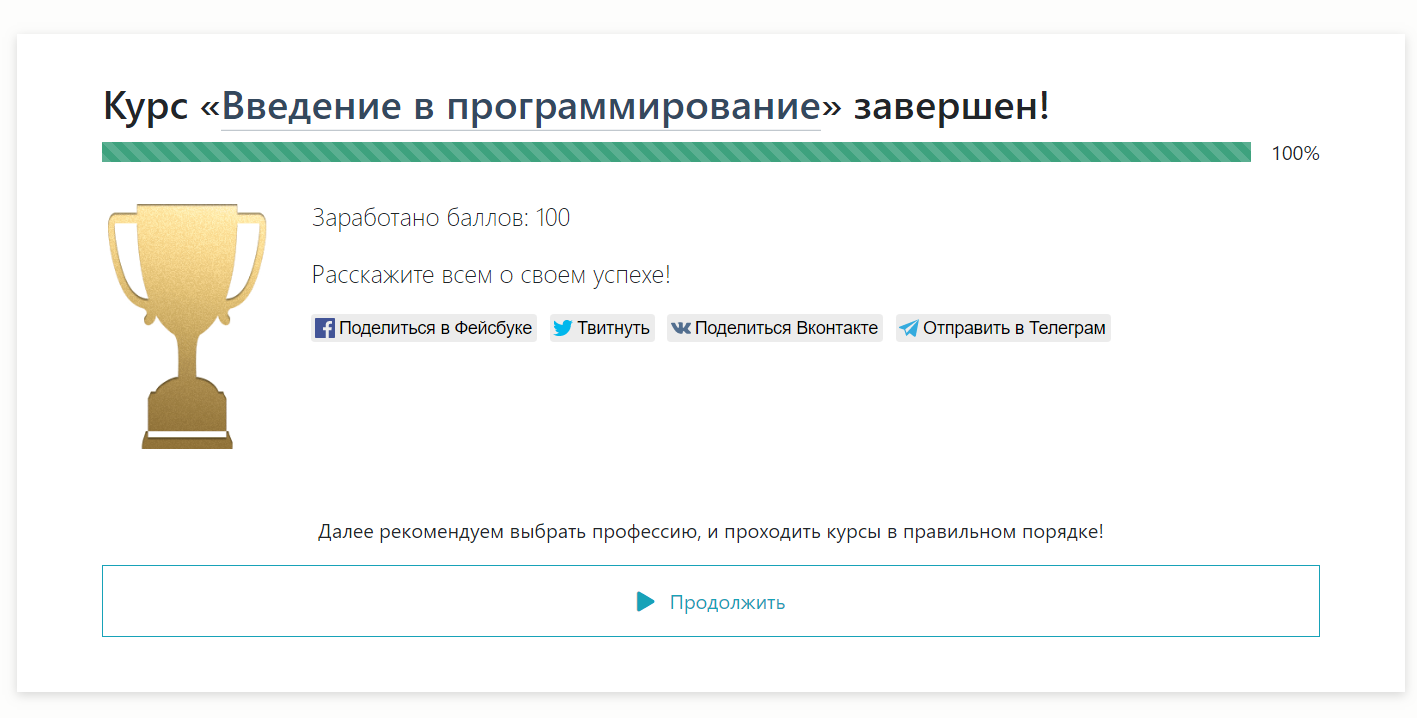 Курс «Введение в программирование» завершен!
100%
Заработано баллов: 100
Расскажите всем о своем успехе!
Поделиться в Фейсбуке Твитнуть Поделиться Вконтакте Отправить в Телеграм
Далее рекомендуем выбрать профессию, и проходить курсы в правильном порядке!
Продолжить